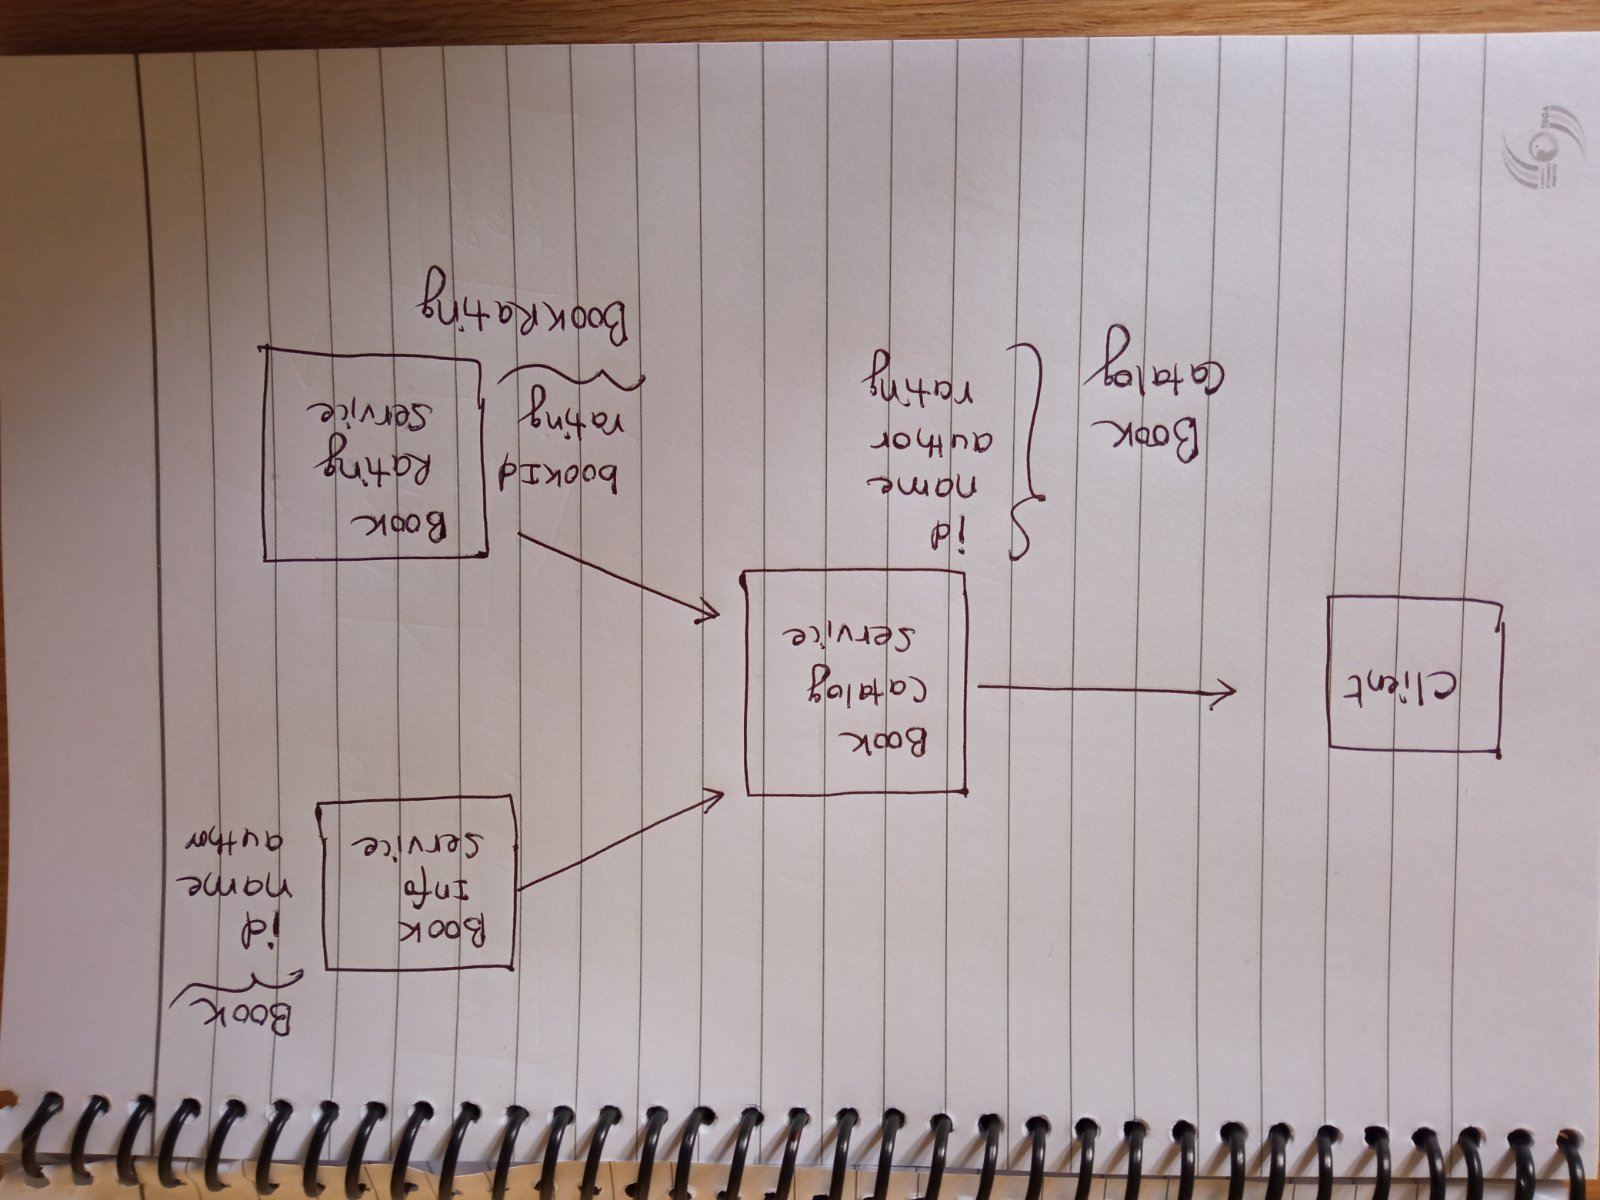 Book
id
name
author
Book
Info
Service
Client
Book
Catalog
Service
id
name
author
rating
Book
Catalog
bookId
rating
BookRating
Book
Rating
Service